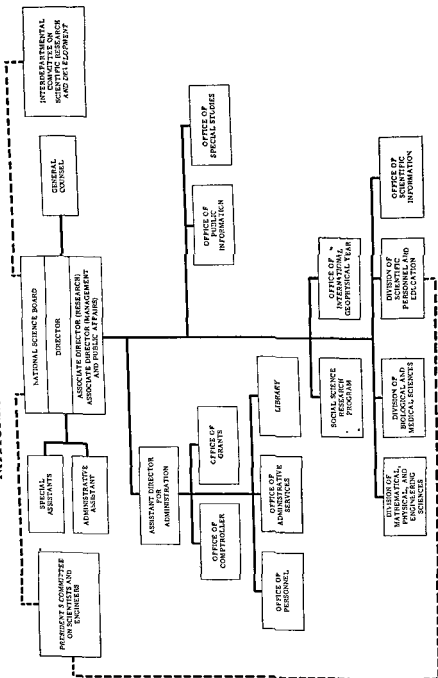 INTERDEPARTMENTAL
COMMITTEE ON
SCIENTIFIC RESEARCH
AND DEVELOPMENT
GENERAL
COUNSEL
NATIONAL SCIENCE BOARD
DIRECTOR
ASSOCIATE DIRECTOR (RESEARCH)
ASSOCIATE DIRECTOR (MANAGEMENT
AND PUBLIC AFFAIRS)
SPECIAL
ASSISTANTS
ADMINISTRATIVE
ASSISTANT
PRESIDENT'S COMMITTEE
ON SCIENTISTS AND
ENGINEERS
OFFICE OF
SPECIAL STUDIES
OFFICE OF
PUBLIC
INFORMATION
ASSISTANT DIRECTOR
FOR
ADMINISTRATION
OFFICE OF
GRANTS
OFFICE OF
COMPTROLLER
LIBRARY
OFFICE OF
ADMINISTRATIVE
SERVICES
OFFICE OF
PERSONNEL
OFFICE OF
INTERNATIONAL
GEOPHYSICAL YEAR
SOCIAL SCIENCE
RESEARCH
PROGRAM
OFFICE OF
SCIENTIFIC
INFORMATION
DIVISION OF
SCIENTIFIC
PERSONNEL AND
EDUCATION
DIVISION OF
BIOLOGICAL AND
MEDICAL SCIENCES
DIVISION OF
MATHEMATICAL,
PHYSICAL, AND
ENGINEERING
SCIENCES